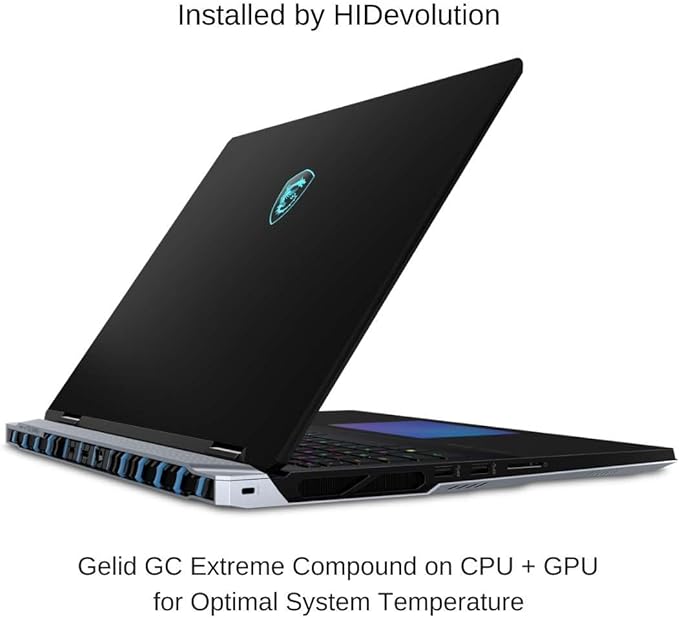 Installed by HIDevolution
Gelid GC Extreme Compound on CPU + GPU
for Optimal System Temperature